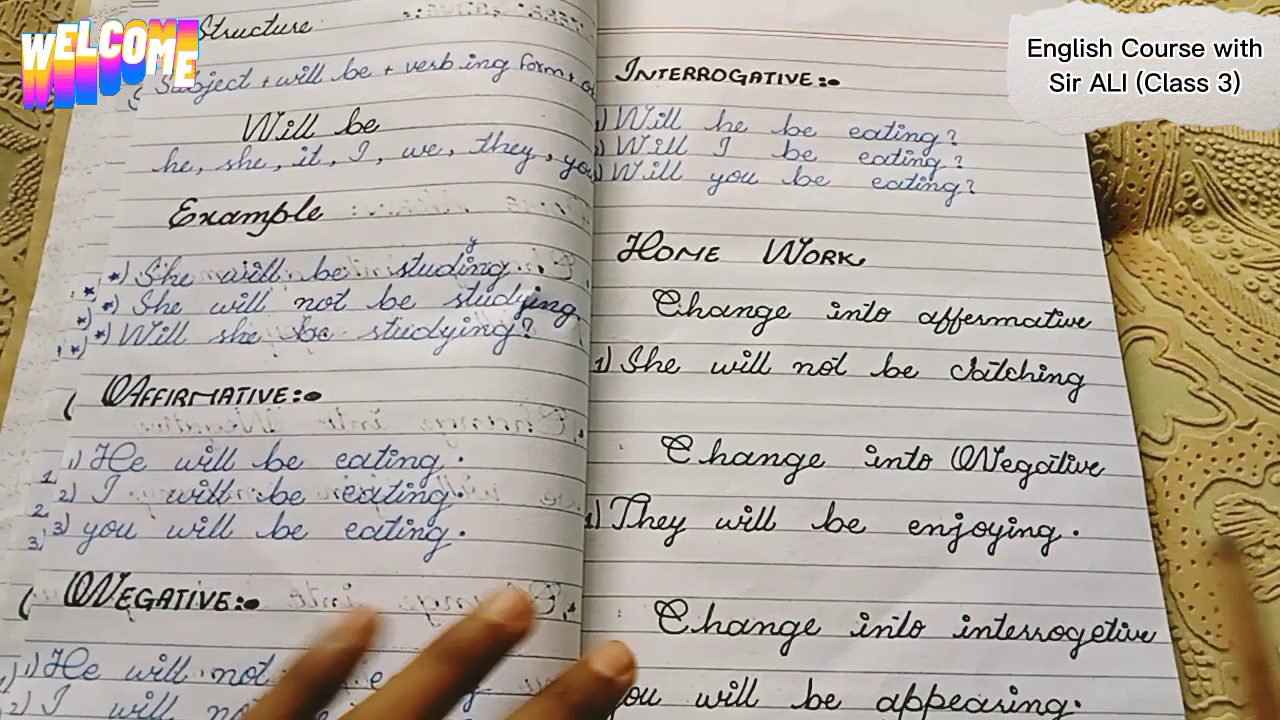 WELCOME
English Course with
Sir ALI (Class 3)
Structure
Subject + will be + verb ing form +
Will be
he, she, it, I, we, they, you
Example
*) She will be studing.
y
*) She will not be studying
*) Will she be studying?
AFFIRMATIVE:-
1) He will be eating.
2) I will be eating.
3) you will be eating.
NEGATIVE:-
1) He will not
2) I will
INTERROGATIVE:-
Will he be eating?
Will I be eating?
Will you be eating?
HOME WORK
Change into affermative
1) She will not be catching
Change into Negative
1) They will be enjoying.
Change into interrogetive
you will be appearing.